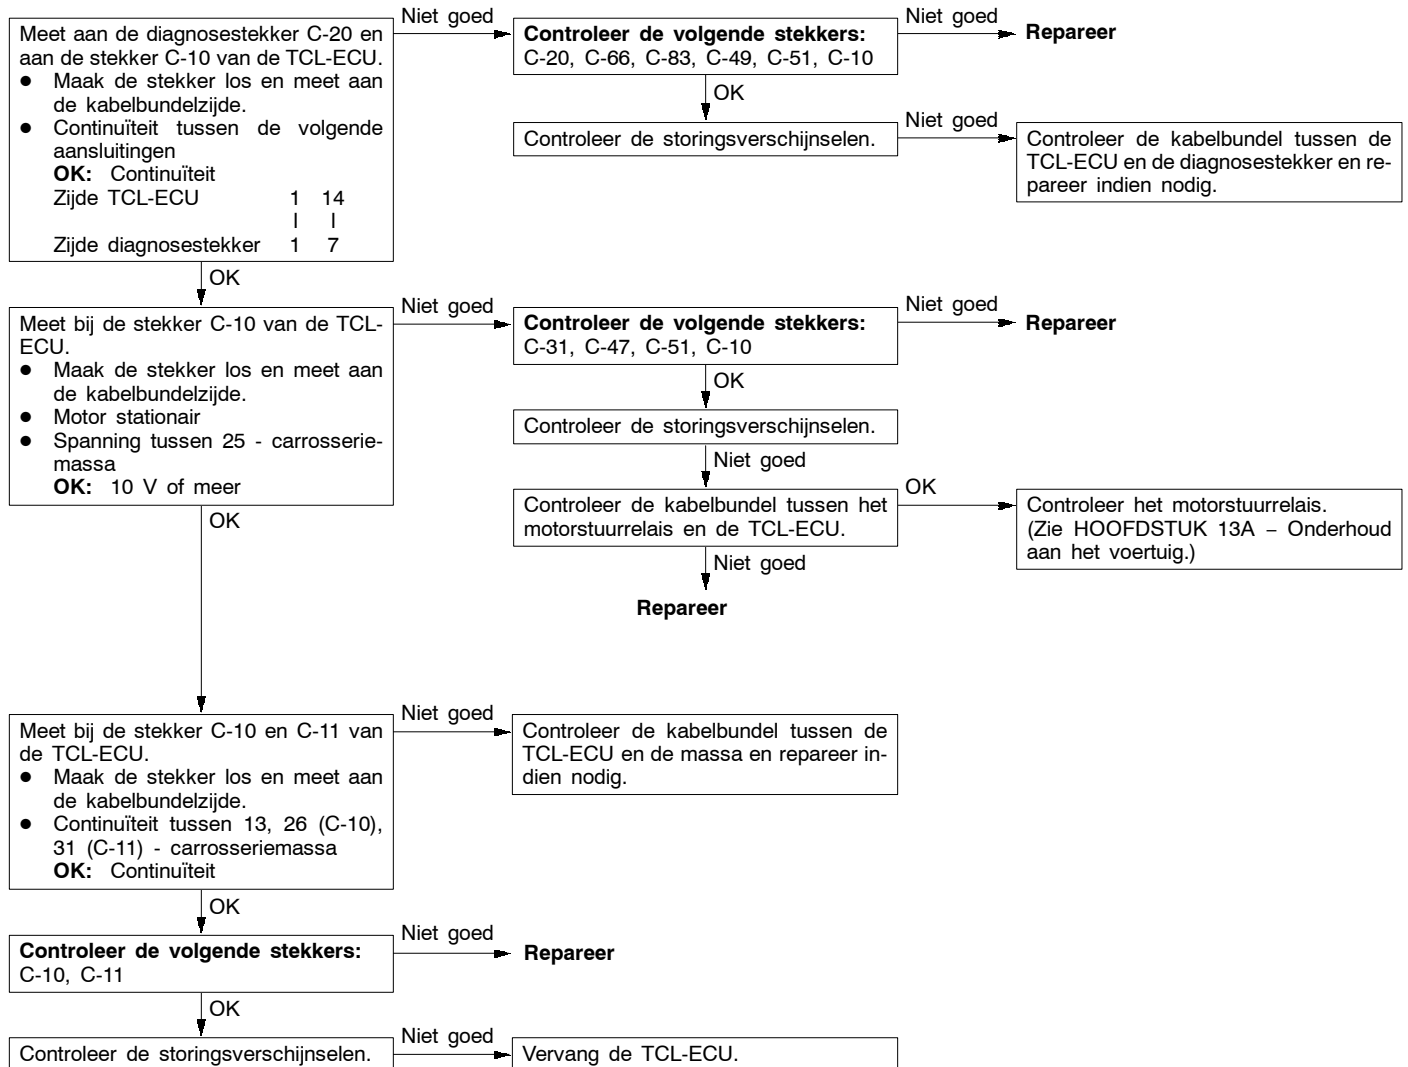 Meet aan de diagnosestekker C-20 en
aan de stekker C-10 van de TCL-ECU.
● Maak de stekker los en meet aan
de kabelbundelzijde.
● Continuïteit tussen de volgende
aansluitingen
OK: Continuïteit
Zijde TCL-ECU 1 14
| |
Zijde diagnosestekker 1 7
Niet goed
Controleer de volgende stekkers:
C-20, C-66, C-83, C-49, C-51, C-10
Niet goed
Repareer
OK
Controleer de storingsverschijnselen.
Niet goed
Controleer de kabelbundel tussen de
TCL-ECU en de diagnosestekker en re-
pareer indien nodig.
OK
Meet bij de stekker C-10 van de TCL-
ECU.
● Maak de stekker los en meet aan
de kabelbundelzijde.
● Motor stationair
● Spanning tussen 25 - carrosserie-
massa
OK: 10 V of meer
Niet goed
Controleer de volgende stekkers:
C-31, C-47, C-51, C-10
Niet goed
Repareer
OK
Controleer de storingsverschijnselen.
Niet goed
Controleer de kabelbundel tussen het
motorstuurrelais en de TCL-ECU.
OK
Controleer het motorstuurrelais.
(Zie HOOFDSTUK 13A – Onderhoud
aan het voertuig.)
Niet goed
Repareer
OK
Meet bij de stekker C-10 en C-11 van
de TCL-ECU.
● Maak de stekker los en meet aan
de kabelbundelzijde.
● Continuïteit tussen 13, 26 (C-10),
31 (C-11) - carrosseriemassa
OK: Continuïteit
Niet goed
Controleer de kabelbundel tussen de
TCL-ECU en de massa en repareer in-
dien nodig.
OK
Controleer de volgende stekkers:
C-10, C-11
Niet goed
Repareer
OK
Controleer de storingsverschijnselen.
Niet goed
Vervang de TCL-ECU.